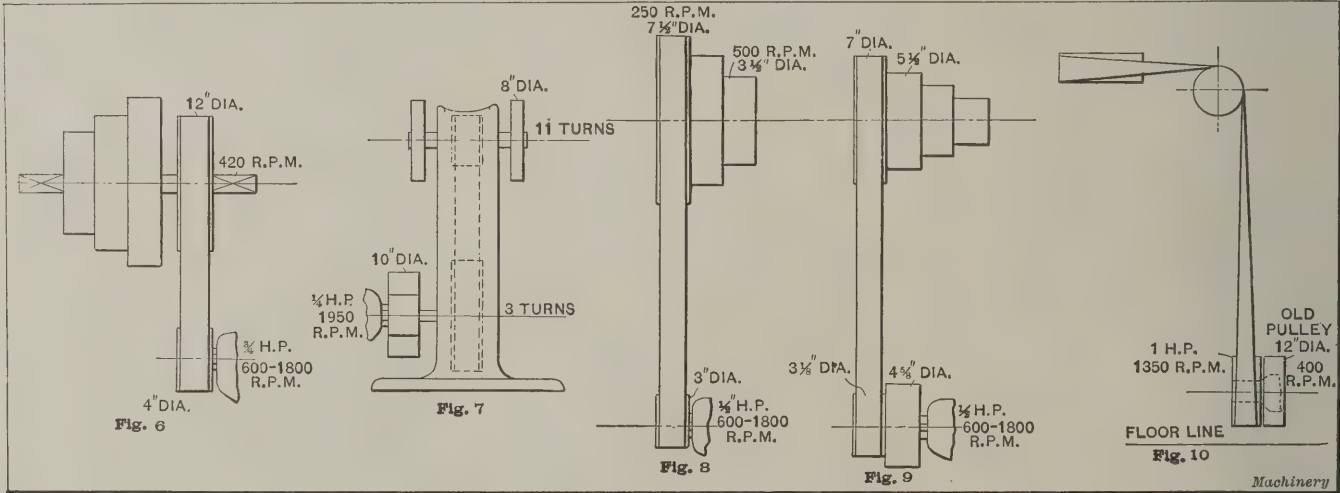 12"DIA.
420 R.P.M.
¾ H.P.
600-1800
R.P.M.
4"DIA.
Fig. 6
8"DIA.
11 TURNS
10"DIA.
¼ H.P.
1950
R.P.M.
3 TURNS
Fig. 7
250 R.P.M.
7½"DIA.
500 R.P.M.
3½" DIA.
3"DIA.
½"H.P.
600-1800
R.P.M.
Fig. 8
7"DIA.
5½"DIA.
3⅛"DIA.
4⅝"DIA.
½ H.P.
600-1800
R.P.M.
Fig. 9
1 H.P.
1350 R.P.M.
OLD
PULLEY
12"DIA.
400
R.P.M.
FLOOR LINE
Fig. 10
Machinery